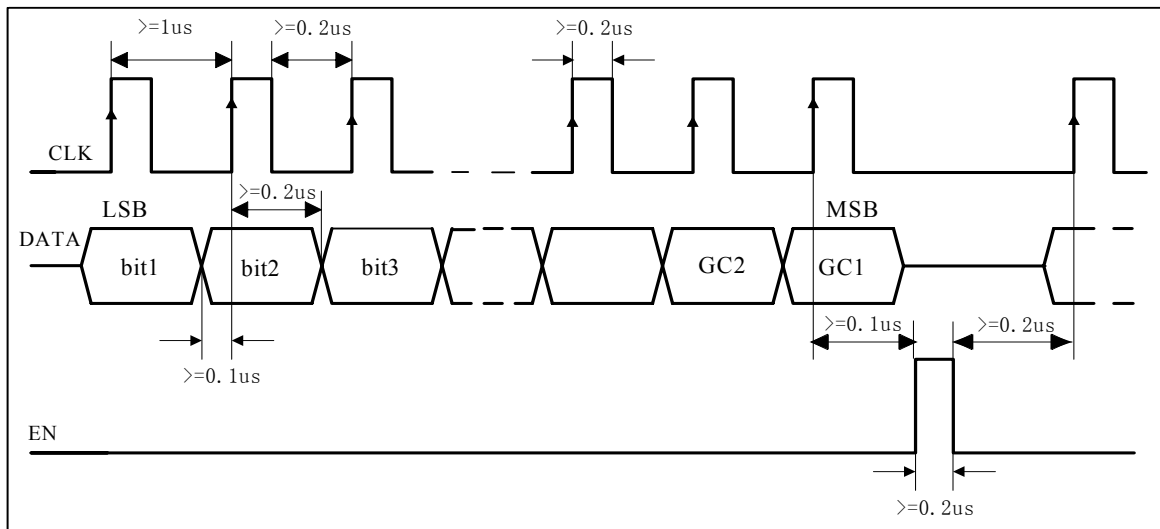 >=1us
>=0.2us
>=0.2us
CLK
>=0.2us
LSB
MSB
DATA
bit1
bit2
bit3
GC2
GC1
>=0.1us
>=0.2us
>=0.1us
EN
>=0.2us